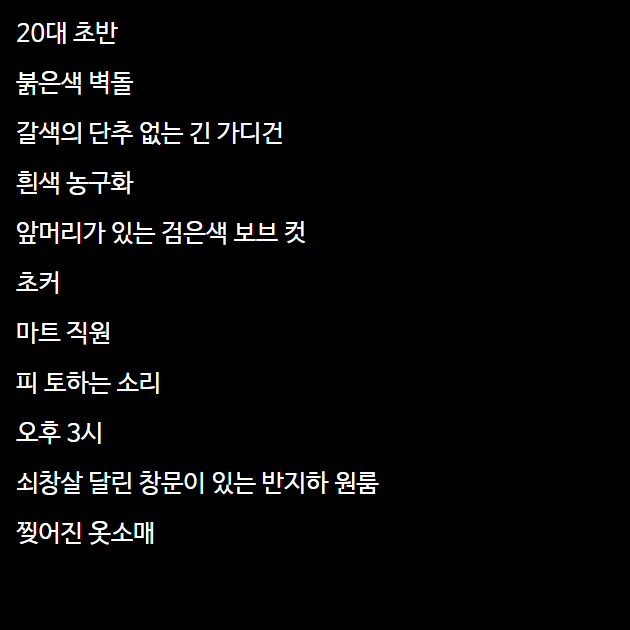 20대 초반
붉은색 벽돌
갈색의 단추 없는 긴 가디건
흰색 농구화
앞머리가 있는 검은색 보브 컷
초커
마트 직원
피 토하는 소리
오후 3시
쇠창살 달린 창문이 있는 반지하 원룸
찢어진 옷소매